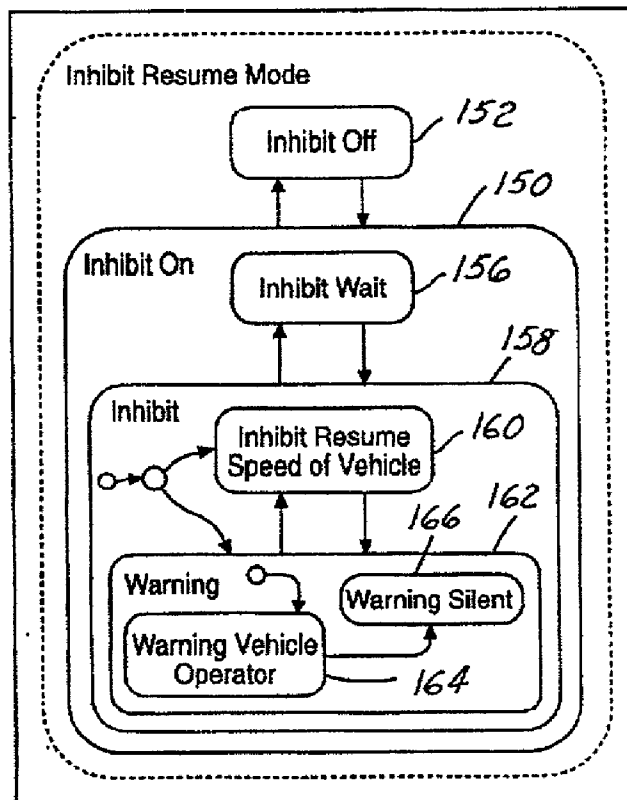 Inhibit Resume Mode
152
Inhibit Off
150
Inhibit On
156
Inhibit Wait
158
Inhibit
Inhibit Resume
Speed of Vehicle
160
162
166
Warning
Warning Silent
Warning Vehicle
Operator
164